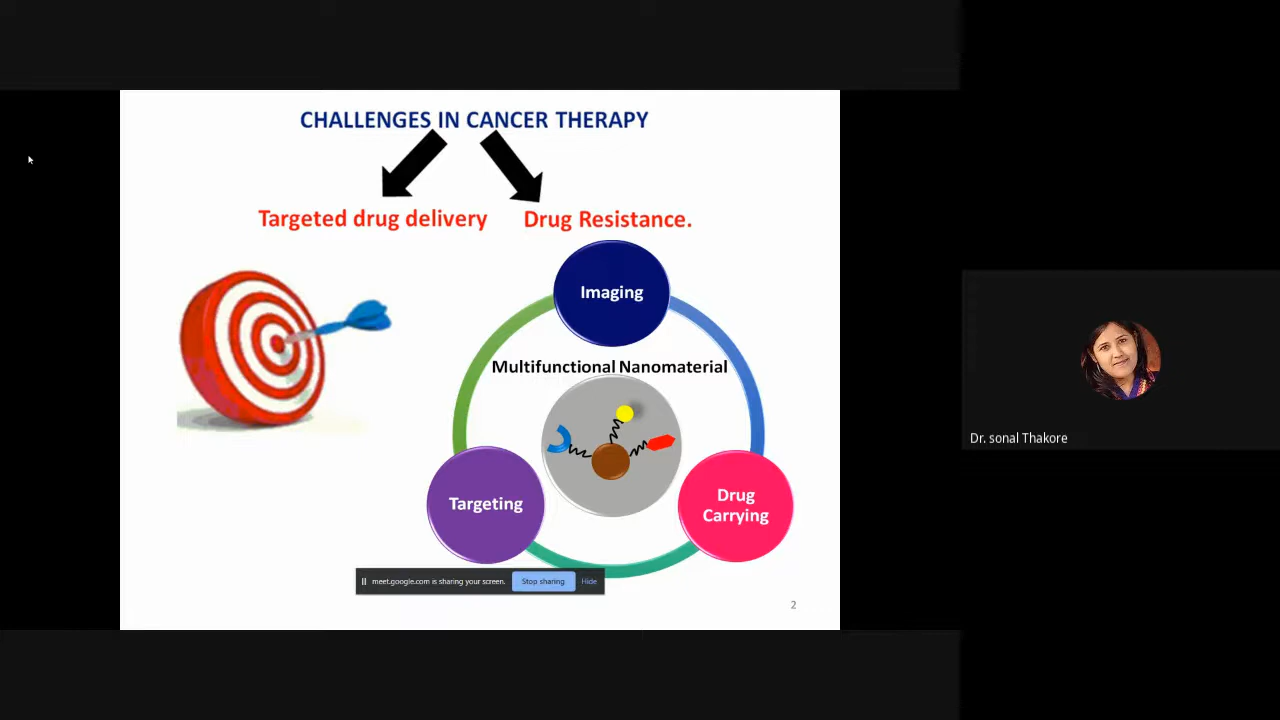 CHALLENGES IN CANCER THERAPY
Targeted drug delivery
Drug Resistance.
Imaging
Multifunctional Nanomaterial
Targeting
Drug
Carrying
meet.google.com is sharing your screen.
Stop sharing
Hide
2
Dr. sonal Thakore